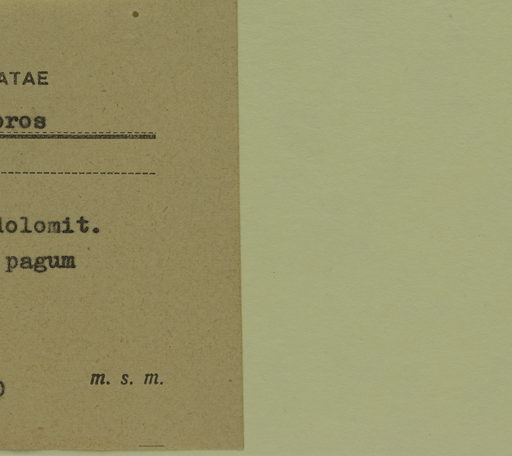 ATAE
oros
dolomit.
pagum
m. s. m.